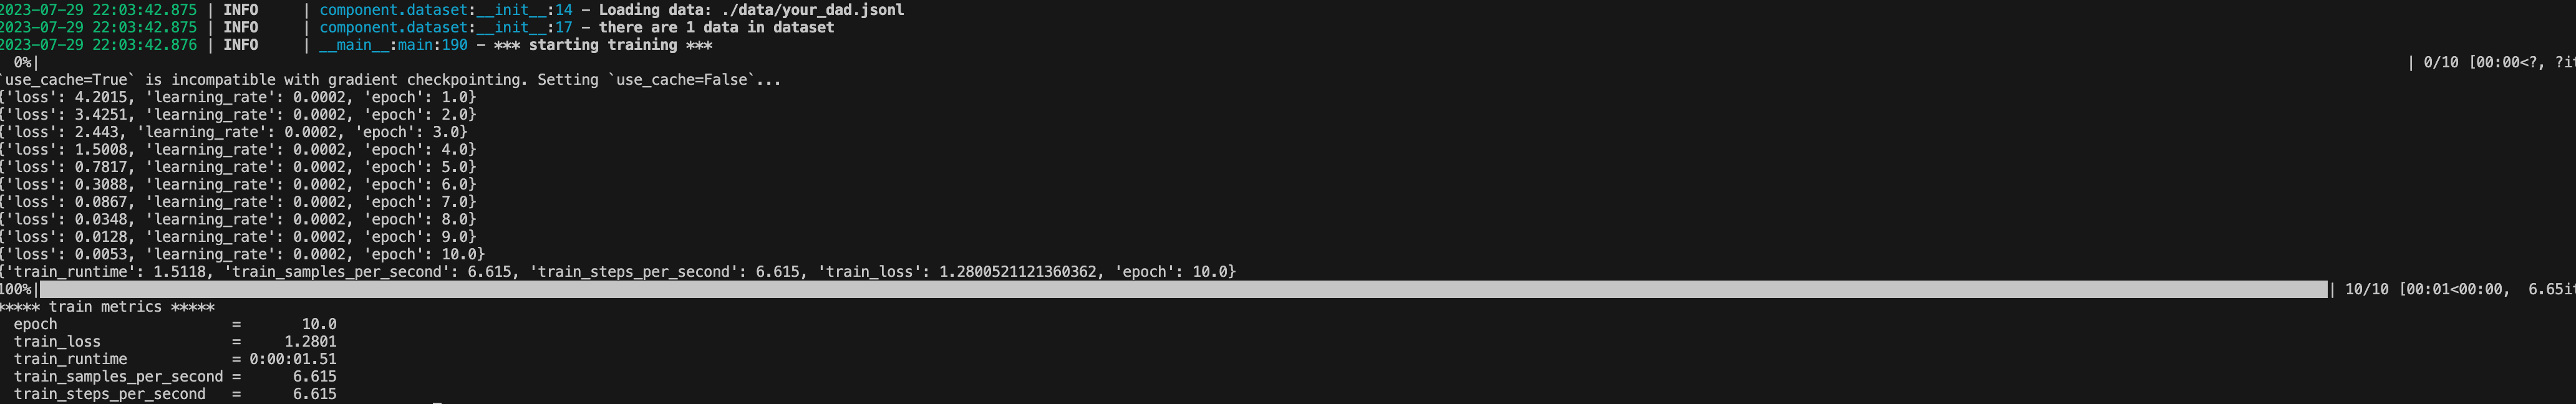 2023-07-29 22:03:42.875 | INFO     | component.dataset:__init__:14 - Loading data: ./data/your_dad.jsonl
2023-07-29 22:03:42.875 | INFO     | component.dataset:__init__:17 - there are 1 data in dataset
2023-07-29 22:03:42.876 | INFO     | __main__:main:190 - *** starting training ***
0%| | 0/10 [00:00<?, ?it
`use_cache=True` is incompatible with gradient checkpointing. Setting `use_cache=False`...
{'loss': 4.2015, 'learning_rate': 0.0002, 'epoch': 1.0}
{'loss': 3.4251, 'learning_rate': 0.0002, 'epoch': 2.0}
{'loss': 2.443, 'learning_rate': 0.0002, 'epoch': 3.0}
{'loss': 1.5008, 'learning_rate': 0.0002, 'epoch': 4.0}
{'loss': 0.7817, 'learning_rate': 0.0002, 'epoch': 5.0}
{'loss': 0.3088, 'learning_rate': 0.0002, 'epoch': 6.0}
{'loss': 0.0867, 'learning_rate': 0.0002, 'epoch': 7.0}
{'loss': 0.0348, 'learning_rate': 0.0002, 'epoch': 8.0}
{'loss': 0.0128, 'learning_rate': 0.0002, 'epoch': 9.0}
{'loss': 0.0053, 'learning_rate': 0.0002, 'epoch': 10.0}
{'train_runtime': 1.5118, 'train_samples_per_second': 6.615, 'train_steps_per_second': 6.615, 'train_loss': 1.2800521121360362, 'epoch': 10.0}
100%| | 10/10 [00:01<00:00, 6.65it
***** train metrics *****
epoch = 10.0
train_loss = 1.2801
train_runtime = 0:00:01.51
train_samples_per_second = 6.615
train_steps_per_second = 6.615